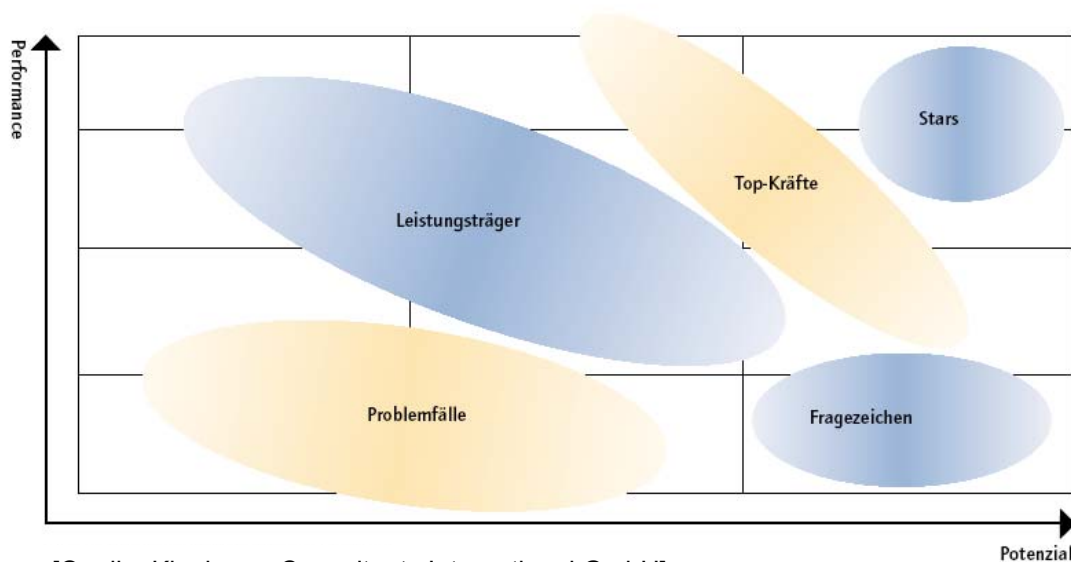 Performance
Stars
Top-Kräfte
Leistungsträger
Problemfälle
Fragezeichen
Potenzial